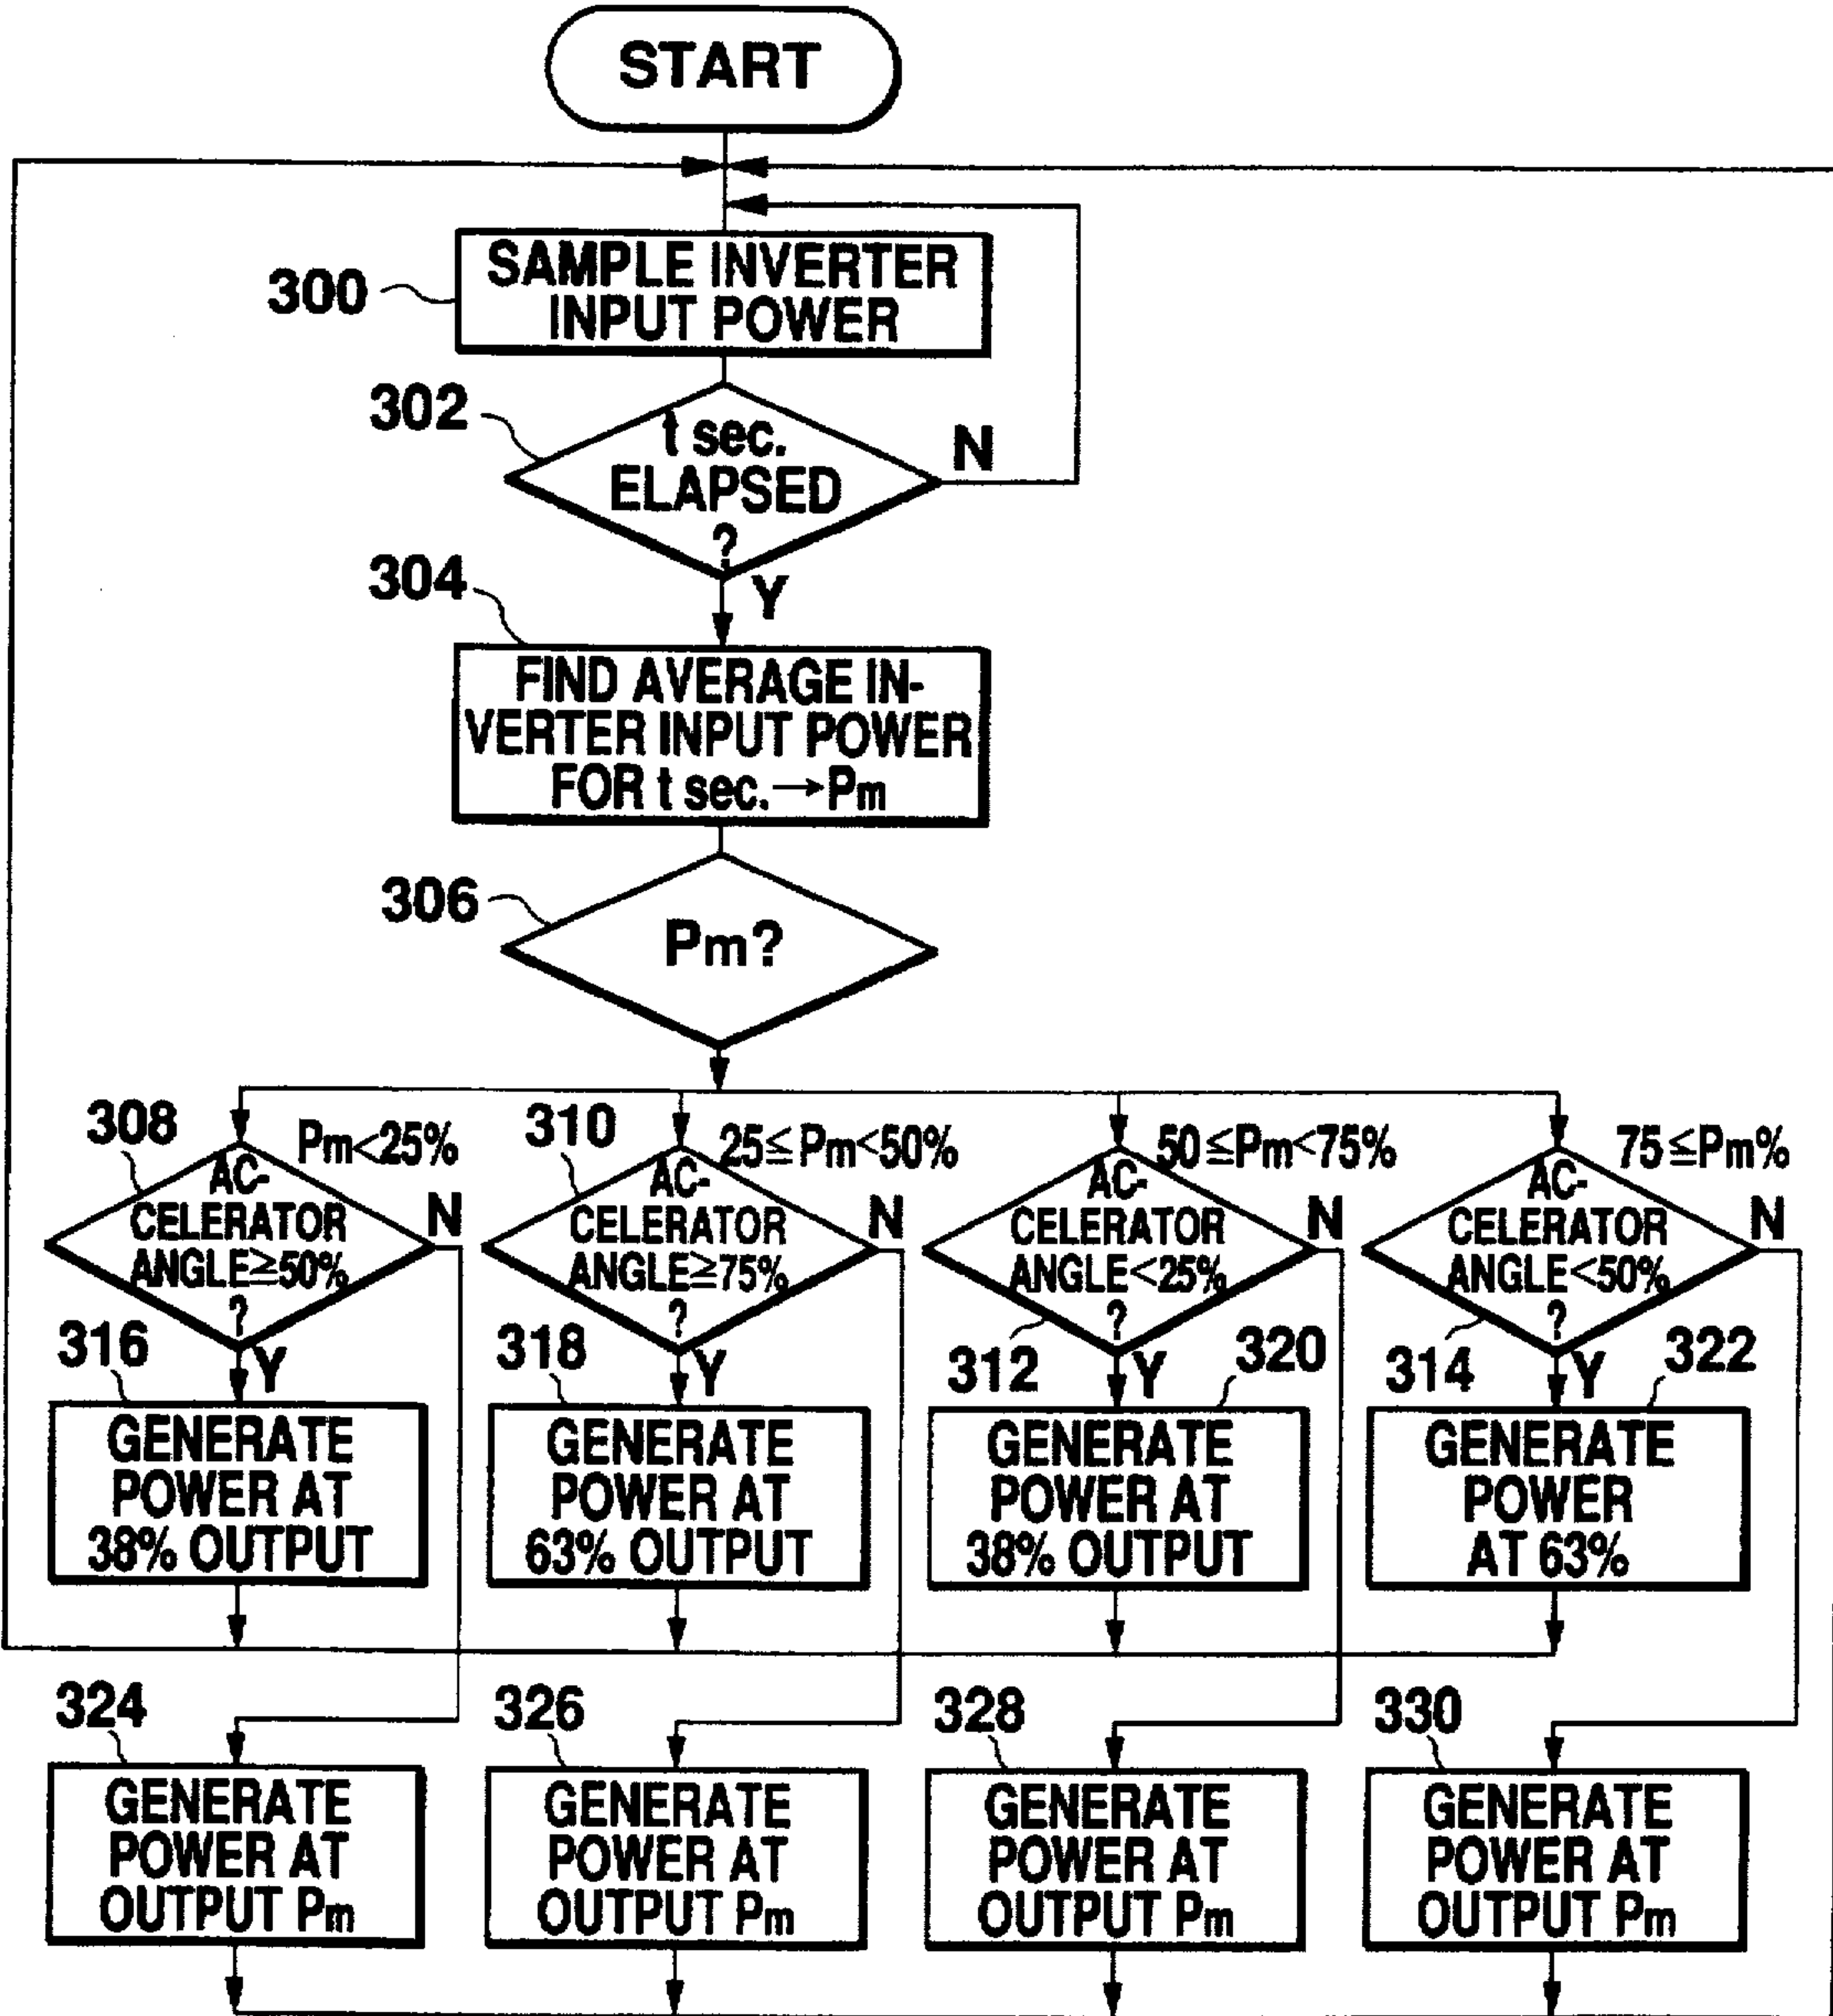 START
300
SAMPLE INVERTER
INPUT POWER
302
t sec.
ELAPSED
?
N
Y
304
FIND AVERAGE IN-
VERTER INPUT POWER
FOR t sec.→Pm
306
Pm?
308
Pm<25%
AC-
CELERATOR
ANGLE≧50%
?
N
Y
310
25≦Pm<50%
AC-
CELERATOR
ANGLE≧75%
?
N
Y
50≦Pm<75%
AC-
CELERATOR
ANGLE<25%
?
N
312
Y
75≦Pm%
AC-
CELERATOR
ANGLE<50%
?
N
314
Y
316
GENERATE
POWER AT
38% OUTPUT
318
GENERATE
POWER AT
63% OUTPUT
320
GENERATE
POWER AT
38% OUTPUT
322
GENERATE
POWER
AT 63%
324
GENERATE
POWER AT
OUTPUT Pm
326
GENERATE
POWER AT
OUTPUT Pm
328
GENERATE
POWER AT
OUTPUT Pm
330
GENERATE
POWER AT
OUTPUT Pm